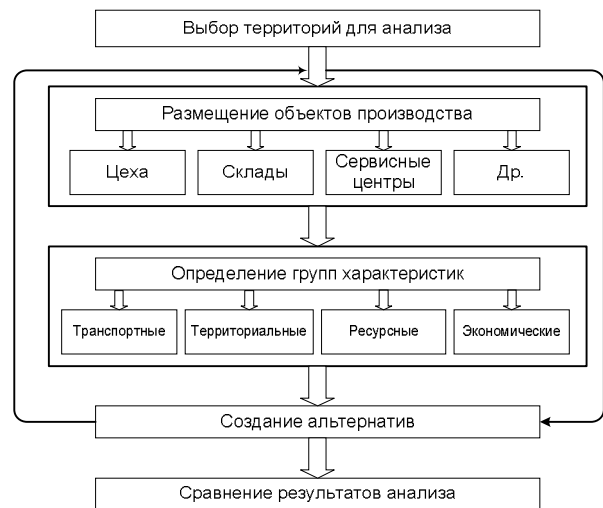 Выбор территорий для анализа
Размещение объектов производства
Цеха
Склады
Сервисные
центры
Др.
Определение групп характеристик
Транспортные
Территориальные
Ресурсные
Экономические
Создание альтернатив
Сравнение результатов анализа